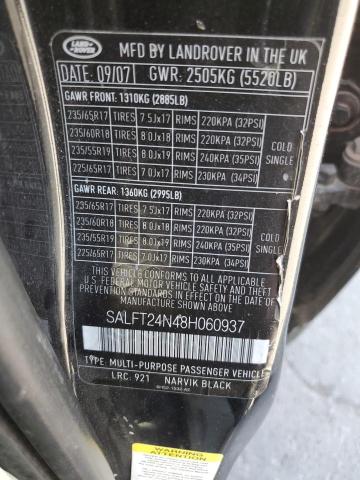 LAND-ROVER
MFD BY LANDROVER IN THE UK
DATE: 09/07 GWR: 2505KG (5520LB)
GAWR FRONT: 1310KG (2885LB)
235/65R17 TIRES 7.5Jx17 RIMS 220KPA (32PSI)
235/60R18 TIRES 8.0Jx18 RIMS 220KPA (32PSI)
235/55R19 TIRES 8.0Jx19 RIMS 240KPA (35PSI)
225/65R17 TIRES 7.0Jx17 RIMS 230KPA (34PSI)
COLD
SINGLE
GAWR REAR: 1360KG (2995LB)
235/65R17 TIRES 7.5Jx17 RIMS 220KPA (32PSI)
235/60R18 TIRES 8.0Jx18 RIMS 220KPA (32PSI)
235/55R19 TIRES 8.0J19 RIMS 240KPA (35PSI)
225/65R17 TIRES 7.0Jx17 RIMS 230KPA (34PSI)
COLD
SINGLE
THIS VEHICLE CONFORMS TO ALL APPLICABLE
U.S. FEDERAL MOTOR VEHICLE SAFETY AND
THEFT PREVENTION STANDARDS IN EFFECT
ON THE DATE OF
MANUFACTURE SHOWN ABOVE
SALFT24N48H060937
TYPE: MULTI-PURPOSE PASSENGER VEHICLE
LRC. 921 NARVIK BLACK
WARNING
ATTENTION